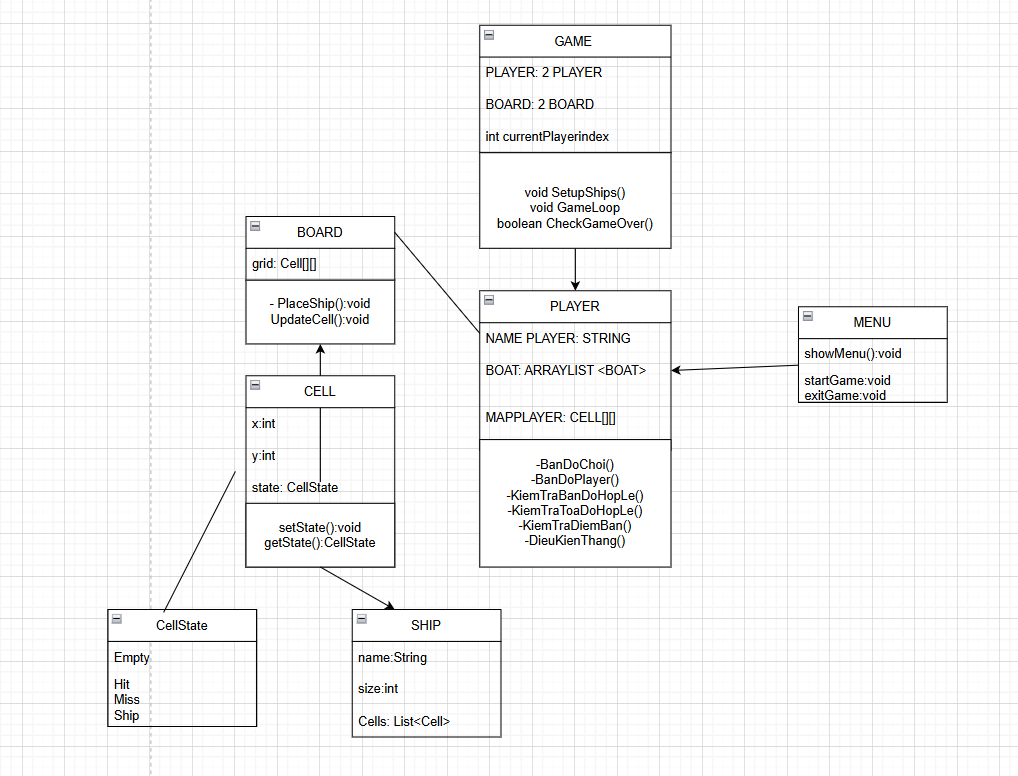 GAME
PLAYER: 2 PLAYER
BOARD: 2 BOARD
int currentPlayerindex
void SetupShips()
void GameLoop
boolean CheckGameOver()
BOARD
grid: Cell[][]
- PlaceShip():void
UpdateCell():void
PLAYER
NAME PLAYER: STRING
BOAT: ARRAYLIST <BOAT>
MAPPLAYER: CELL[][]
-BanDoChoi()
-BanDoPlayer()
-KiemTraBanDoHopLe()
-KiemTraToaDoHopLe()
-KiemTraDiemBan()
-DieuKienThang()
MENU
showMenu():void
startGame:void
exitGame:void
CELL
x:int
y:int
state: CellState
setState():void
getState():CellState
CellState
Empty
Hit
Miss
Ship
SHIP
name:String
size:int
Cells: List<Cell>